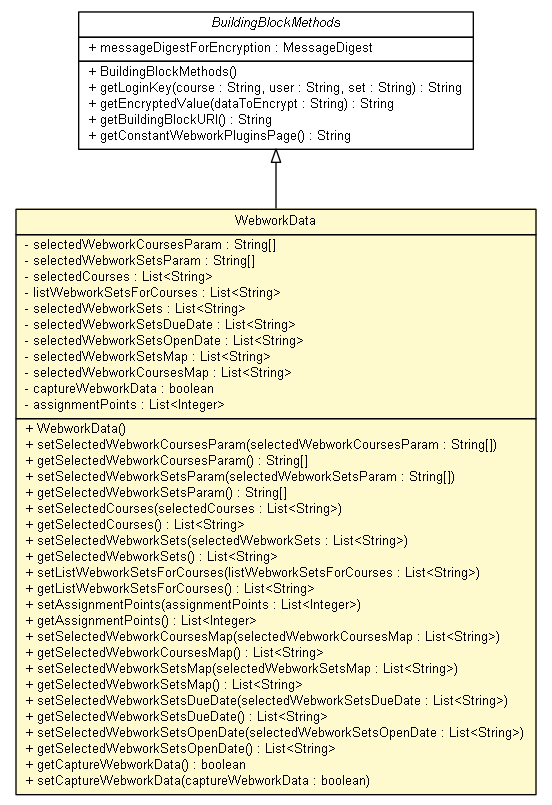 BuildingBlockMethods
+ messageDigestForEncryption : MessageDigest
+ BuildingBlockMethods()
+ getLoginKey(course : String, user : String, set : String) : String
+ getEncryptedValue(dataToEncrypt : String) : String
+ getBuildingBlockURI() : String
+ getConstantWebworkPluginsPage() : String
WebworkData
- selectedWebworkCoursesParam : String[]
- selectedWebworkSetsParam : String[]
- selectedCourses : List<String>
- listWebworkSetsForCourses : List<String>
- selectedWebworkSets : List<String>
- selectedWebworkSetsDueDate : List<String>
- selectedWebworkSetsOpenDate : List<String>
- selectedWebworkSetsMap : List<String>
- selectedWebworkCoursesMap : List<String>
- captureWebworkData : boolean
- assignmentPoints : List<Integer>
+ WebworkData()
+ setSelectedWebworkCoursesParam(selectedWebworkCoursesParam : String[])
+ getSelectedWebworkCoursesParam() : String[]
+ setSelectedWebworkSetsParam(selectedWebworkSetsParam : String[])
+ getSelectedWebworkSetsParam() : String[]
+ setSelectedCourses(selectedCourses : List<String>)
+ getSelectedCourses() : List<String>
+ setSelectedWebworkSets(selectedWebworkSets : List<String>)
+ getSelectedWebworkSets() : List<String>
+ setListWebworkSetsForCourses(listWebworkSetsForCourses : List<String>)
+ getListWebworkSetsForCourses() : List<String>
+ setAssignmentPoints(assignmentPoints : List<Integer>)
+ getAssignmentPoints() : List<Integer>
+ setSelectedWebworkCoursesMap(selectedWebworkCoursesMap : List<String>)
+ getSelectedWebworkCoursesMap() : List<String>
+ setSelectedWebworkSetsMap(selectedWebworkSetsMap : List<String>)
+ getSelectedWebworkSetsMap() : List<String>
+ setSelectedWebworkSetsDueDate(selectedWebworkSetsDueDate : List<String>)
+ getSelectedWebworkSetsDueDate() : List<String>
+ setSelectedWebworkSetsOpenDate(selectedWebworkSetsOpenDate : List<String>)
+ getSelectedWebworkSetsOpenDate() : List<String>
+ getCaptureWebworkData() : boolean
+ setCaptureWebworkData(captureWebworkData : boolean)